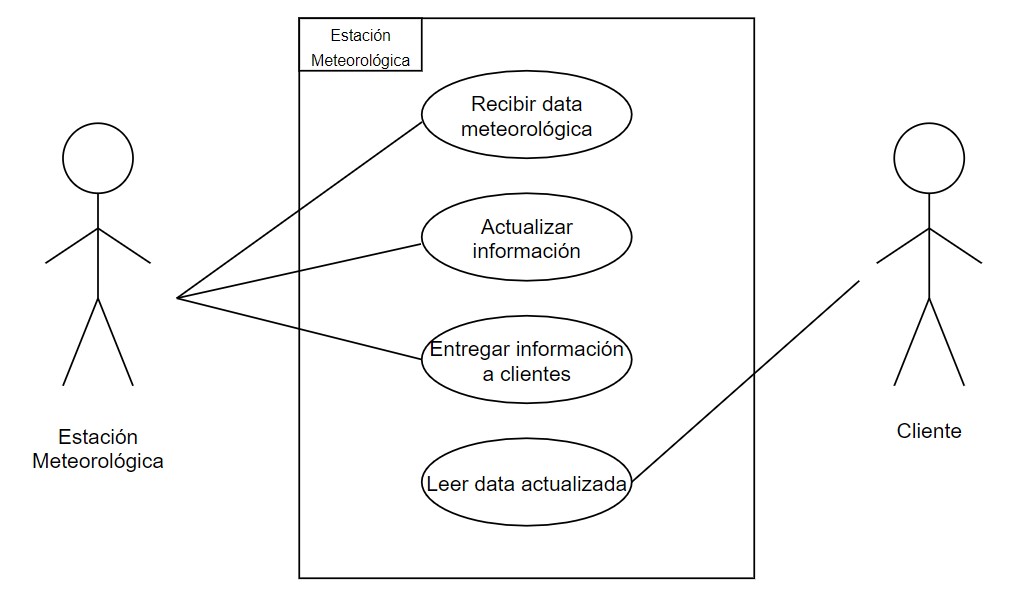 Estación
Meteorológica
Recibir data
meteorológica
Actualizar
información
Entregar información
a clientes
Leer data actualizada
Estación
Meteorológica
Cliente